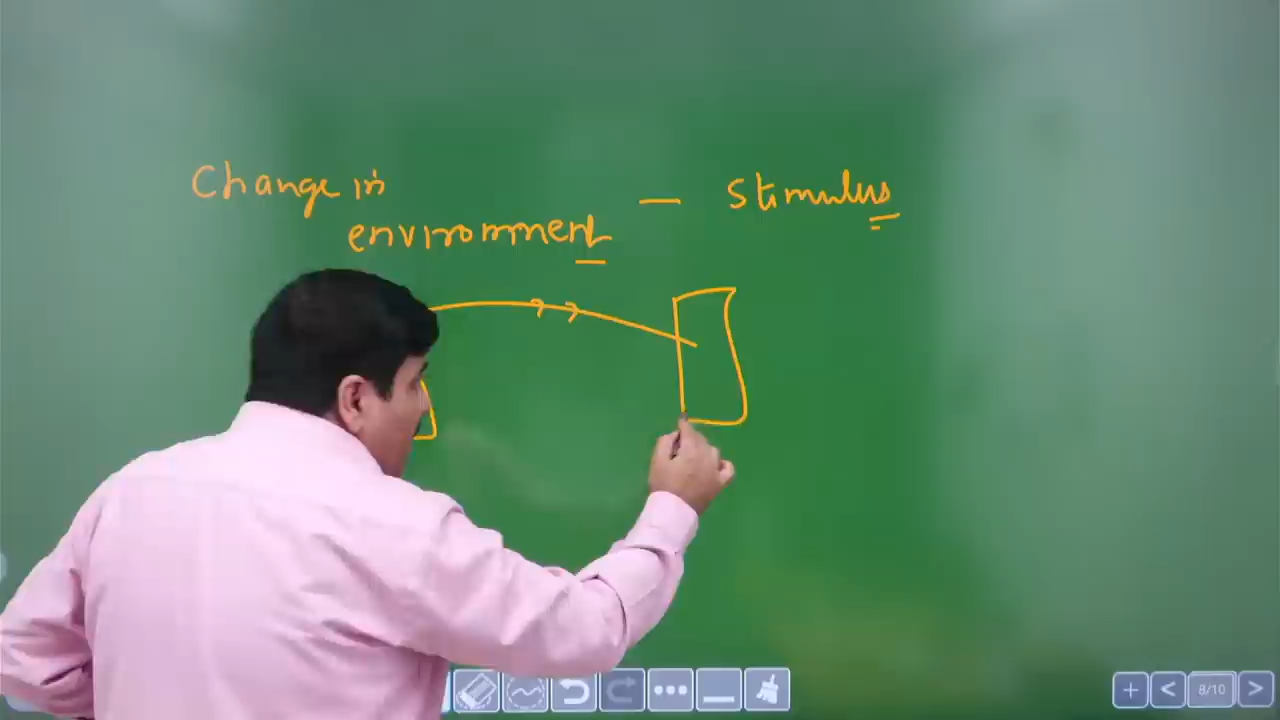 Change in
environment — Stimulus
8/10